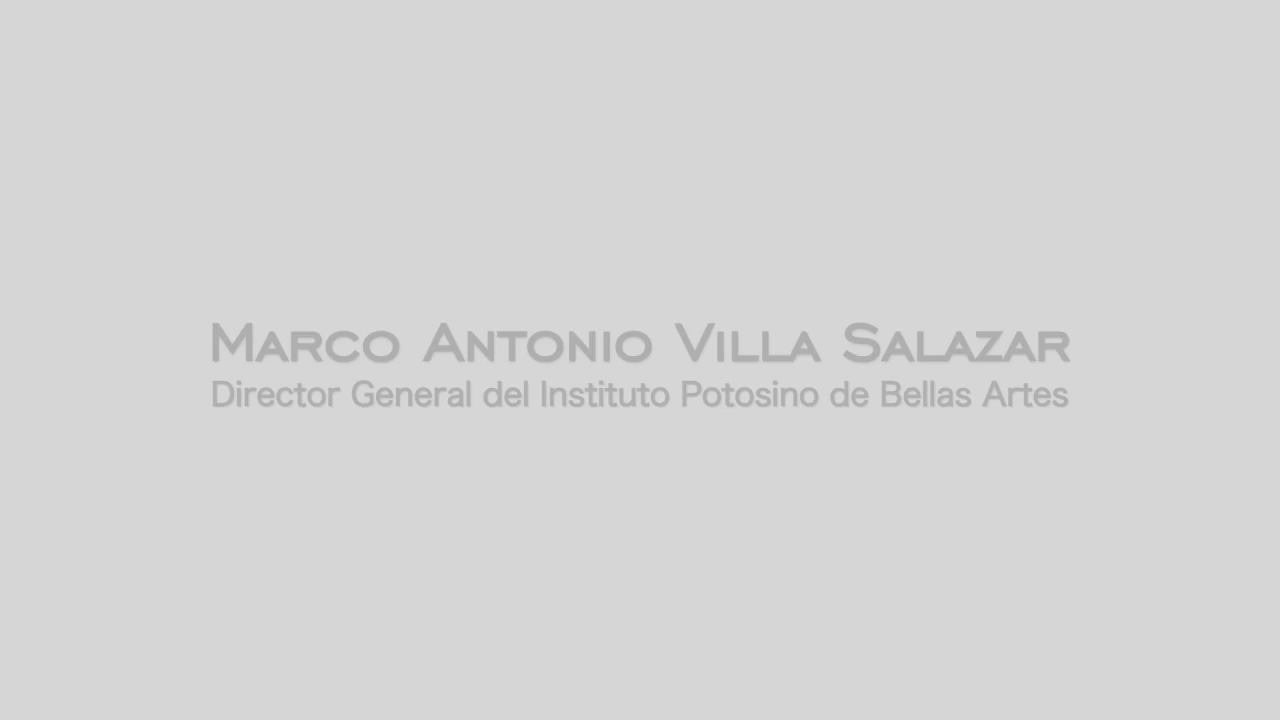 Marco Antonio Villa Salazar
Director General del Instituto Potosino de Bellas Artes